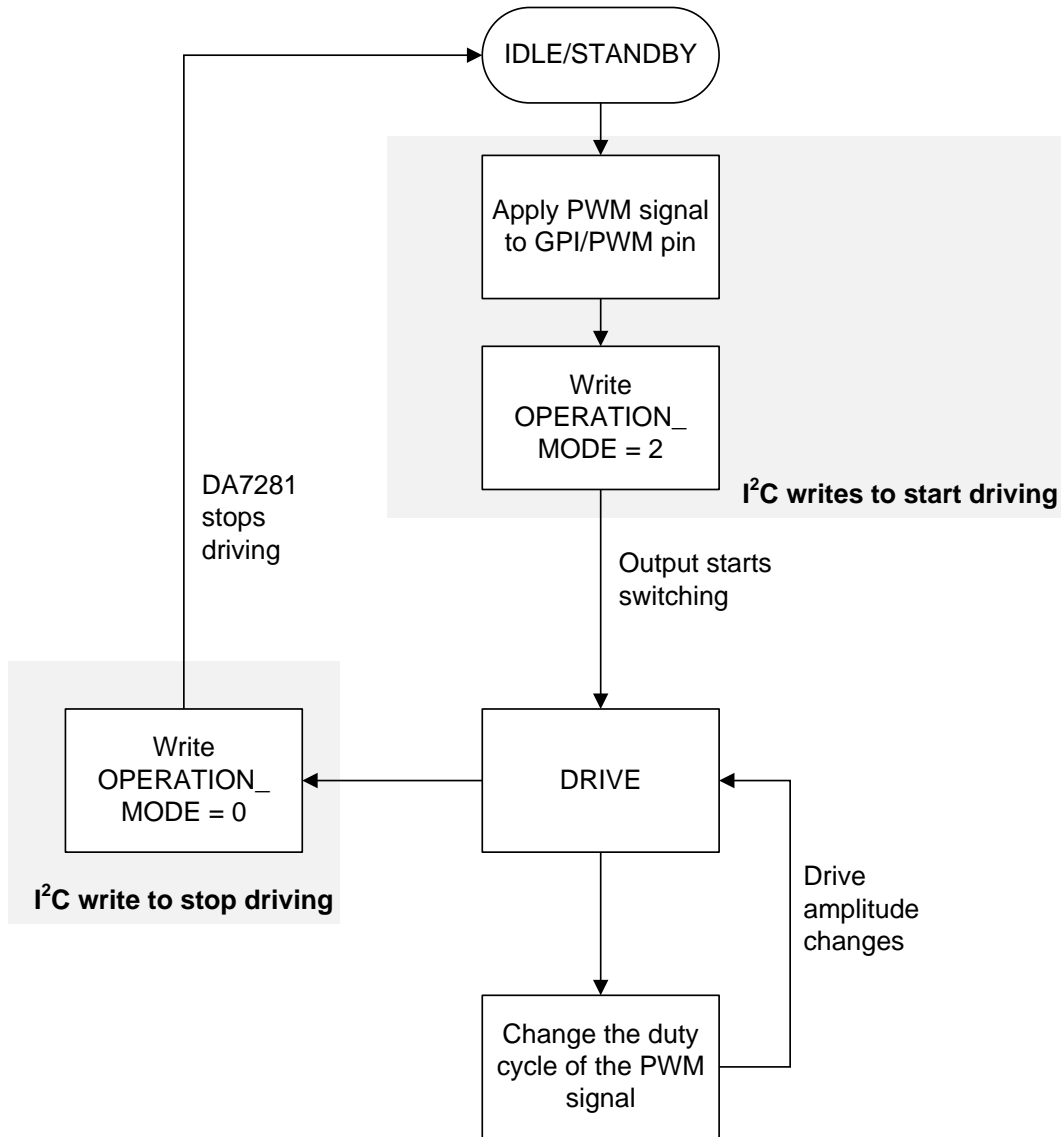 IDLE/STANDBY
Apply PWM signal
to GPI/PWM pin
Write
OPERATION_
MODE = 2
I²C writes to start driving
DA7281
stops
driving
Output starts
switching
Write
OPERATION_
MODE = 0
I²C write to stop driving
DRIVE
Drive
amplitude
changes
Change the duty
cycle of the PWM
signal